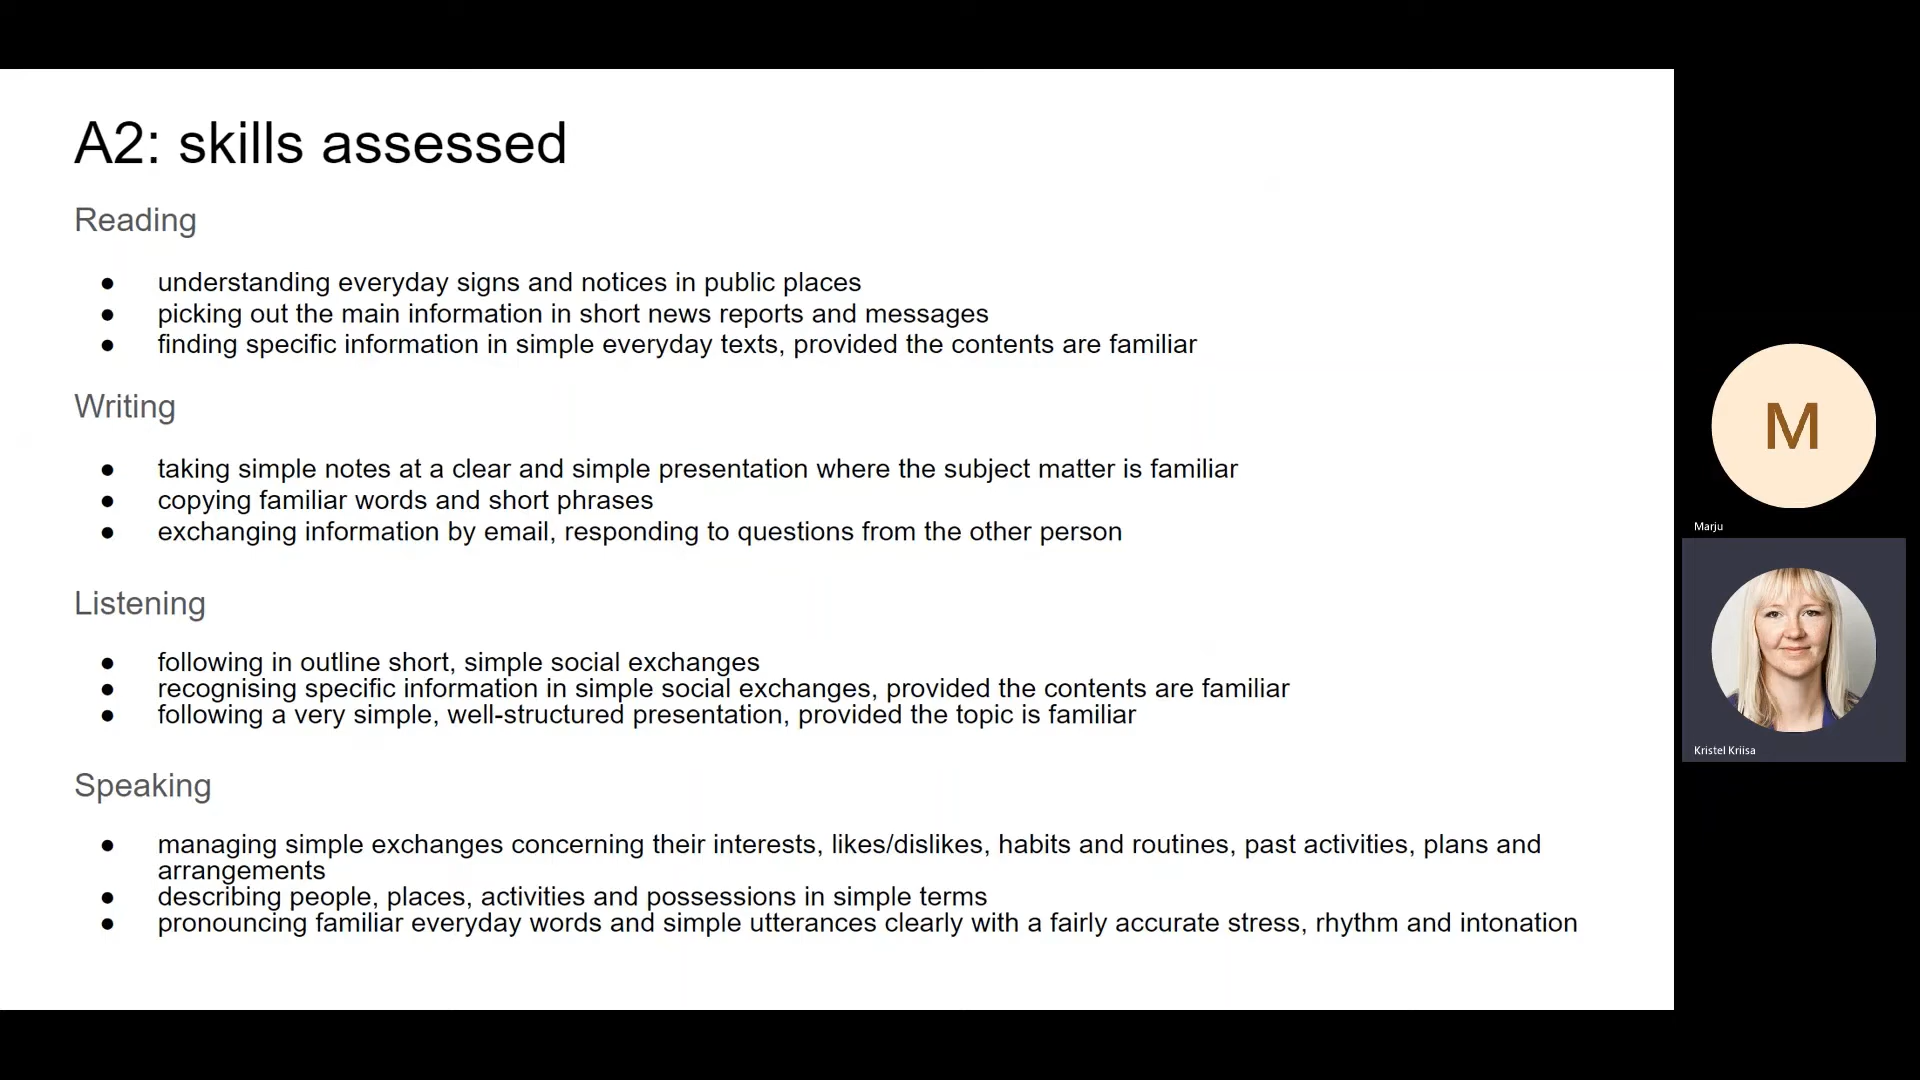 A2: skills assessed
Reading
● understanding everyday signs and notices in public places
● picking out the main information in short news reports and messages
● finding specific information in simple everyday texts, provided the contents are familiar
Writing
● taking simple notes at a clear and simple presentation where the subject matter is familiar
● copying familiar words and short phrases
● exchanging information by email, responding to questions from the other person
Listening
● following in outline short, simple social exchanges
● recognising specific information in simple social exchanges, provided the contents are familiar
● following a very simple, well-structured presentation, provided the topic is familiar
Speaking
● managing simple exchanges concerning their interests, likes/dislikes, habits and routines, past activities, plans and
arrangements
● describing people, places, activities and possessions in simple terms
● pronouncing familiar everyday words and simple utterances clearly with a fairly accurate stress, rhythm and intonation
M
Marju
Kristel Kriisa